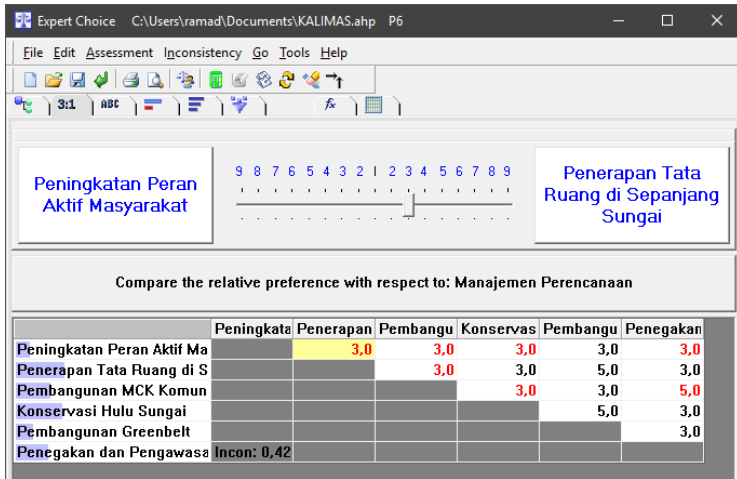 Expert Choice C:\Users\ramad\Documents\KALIMAS.ahp P6
File Edit Assessment Inconsistency Go Tools Help
3:1 ABC fx
9 8 7 6 5 4 3 2 1 2 3 4 5 6 7 8 9
Peningkatan Peran
Aktif Masyarakat
Penerapan Tata
Ruang di Sepanjang
Sungai
Compare the relative preference with respect to: Manajemen Perencanaan
Peningkata Penerapan Pembangu Konservas Pembangu Penegakan
Peningkatan Peran Aktif Ma 3,0 3,0 3,0 3,0 3,0
Penerapan Tata Ruang di S 3,0 3,0 5,0 3,0
Pembangunan MCK Komun 3,0 3,0 5,0
Konservasi Hulu Sungai 5,0 3,0
Pembangunan Greenbelt 3,0
Penegakan dan Pengawasa Incon: 0,42